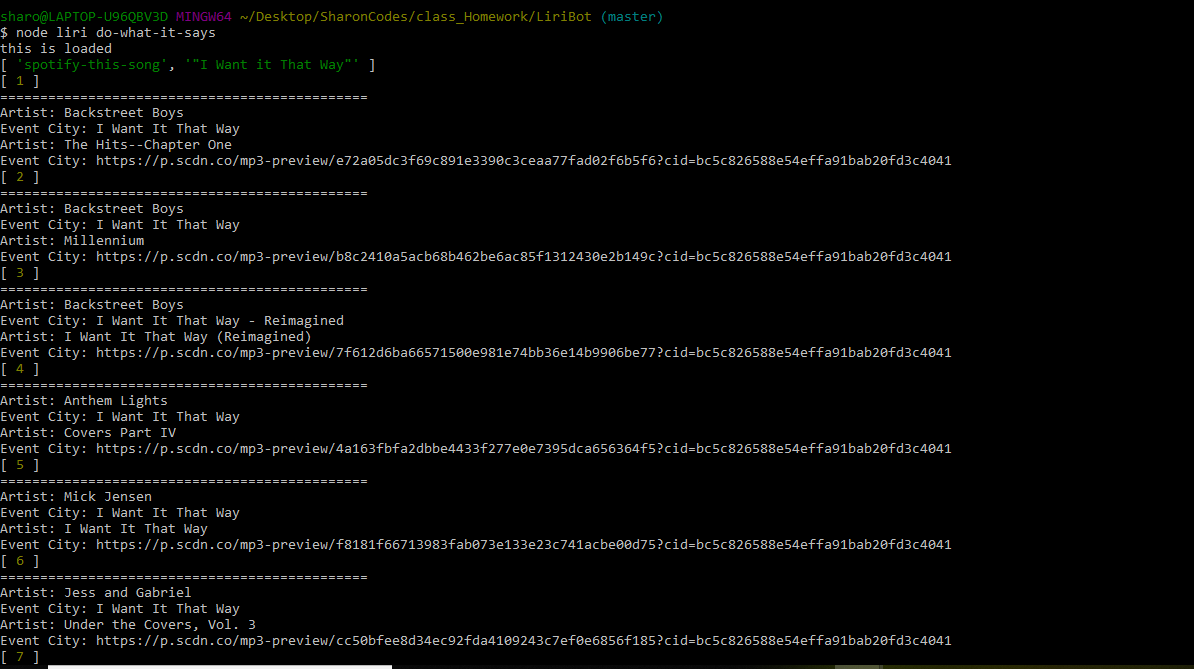 sharo@LAPTOP-U96QBV3D MINGW64 ~/Desktop/SharonCodes/class_Homework/LiriBot (master)
$ node liri do-what-it-says
this is loaded
[ 'spotify-this-song', '"I Want it That Way"' ]
[ 1 ]
==============================================
Artist: Backstreet Boys
Event City: I Want It That Way
Artist: The Hits--Chapter One
Event City: https://p.scdn.co/mp3-preview/e72a05dc3f69c891e3390c3ceaa77fad02f6b5f6?cid=bc5c826588e54effa91bab20fd3c4041
[ 2 ]
==============================================
Artist: Backstreet Boys
Event City: I Want It That Way
Artist: Millennium
Event City: https://p.scdn.co/mp3-preview/b8c2410a5acb68b462be6ac85f1312430e2b149c?cid=bc5c826588e54effa91bab20fd3c4041
[ 3 ]
==============================================
Artist: Backstreet Boys
Event City: I Want It That Way - Reimagined
Artist: I Want It That Way (Reimagined)
Event City: https://p.scdn.co/mp3-preview/7f612d6ba66571500e981e74bb36e14b9906be77?cid=bc5c826588e54effa91bab20fd3c4041
[ 4 ]
==============================================
Artist: Anthem Lights
Event City: I Want It That Way
Artist: Covers Part IV
Event City: https://p.scdn.co/mp3-preview/4a163fbfa2dbbe4433f277e0e7395dca656364f5?cid=bc5c826588e54effa91bab20fd3c4041
[ 5 ]
==============================================
Artist: Mick Jensen
Event City: I Want It That Way
Artist: I Want It That Way
Event City: https://p.scdn.co/mp3-preview/f8181f66713983fab073e133e23c741acbe00d75?cid=bc5c826588e54effa91bab20fd3c4041
[ 6 ]
==============================================
Artist: Jess and Gabriel
Event City: I Want It That Way
Artist: Under the Covers, Vol. 3
Event City: https://p.scdn.co/mp3-preview/cc50bfee8d34ec92fda4109243c7ef0e6856f185?cid=bc5c826588e54effa91bab20fd3c4041
[ 7 ]